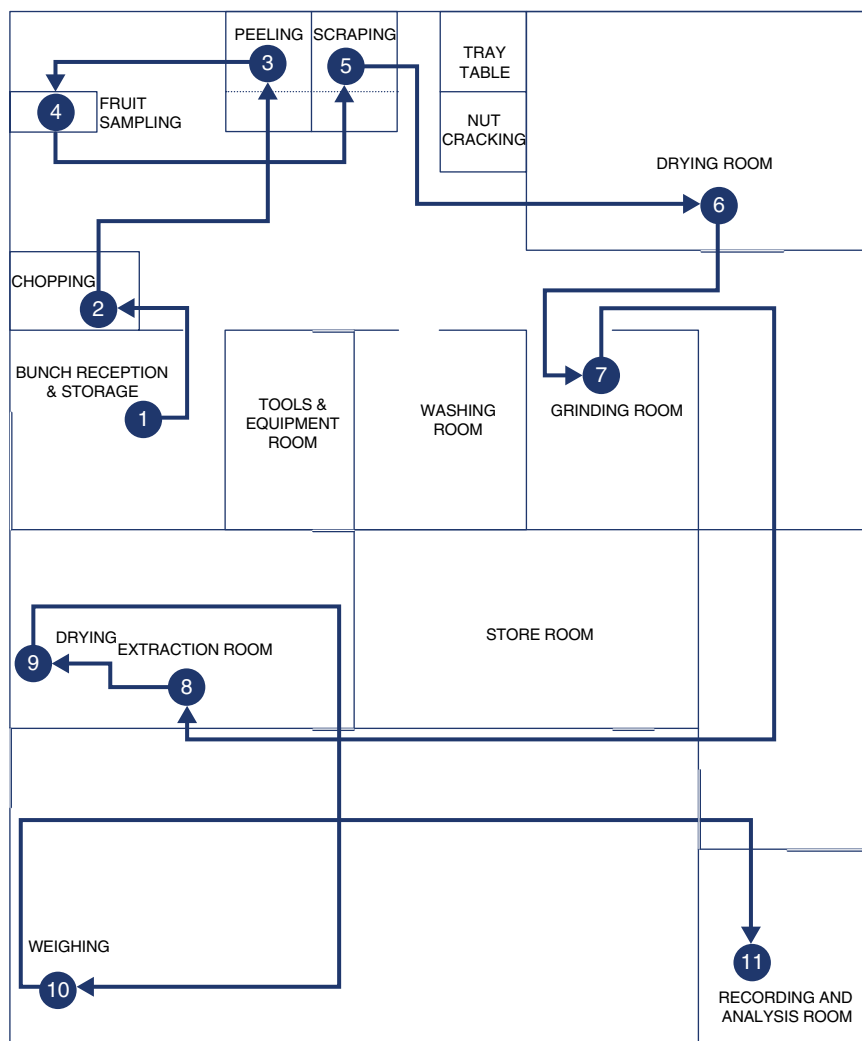 PEELING
3
SCRAPING
5
TRAY
TABLE
4
FRUIT
SAMPLING
NUT
CRACKING
DRYING ROOM
6
CHOPPING
2
BUNCH RECEPTION
& STORAGE
1
TOOLS &
EQUIPMENT
ROOM
WASHING
ROOM
7
GRINDING ROOM
DRYING
9
EXTRACTION ROOM
8
STORE ROOM
WEIGHING
10
11
RECORDING AND
ANALYSIS ROOM